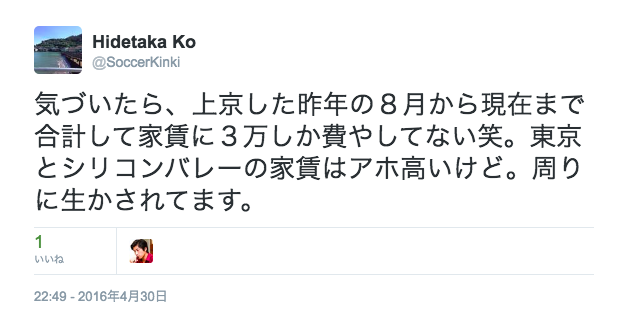 Hidetaka Ko
@SoccerKinki
気づいたら、上京した昨年の８月から現在まで
合計して家賃に３万しか費やしてない笑。東京
とシリコンバレーの家賃はアホ高いけど。周り
に生かされてます。
1
いいね
22:49 - 2016年4月30日